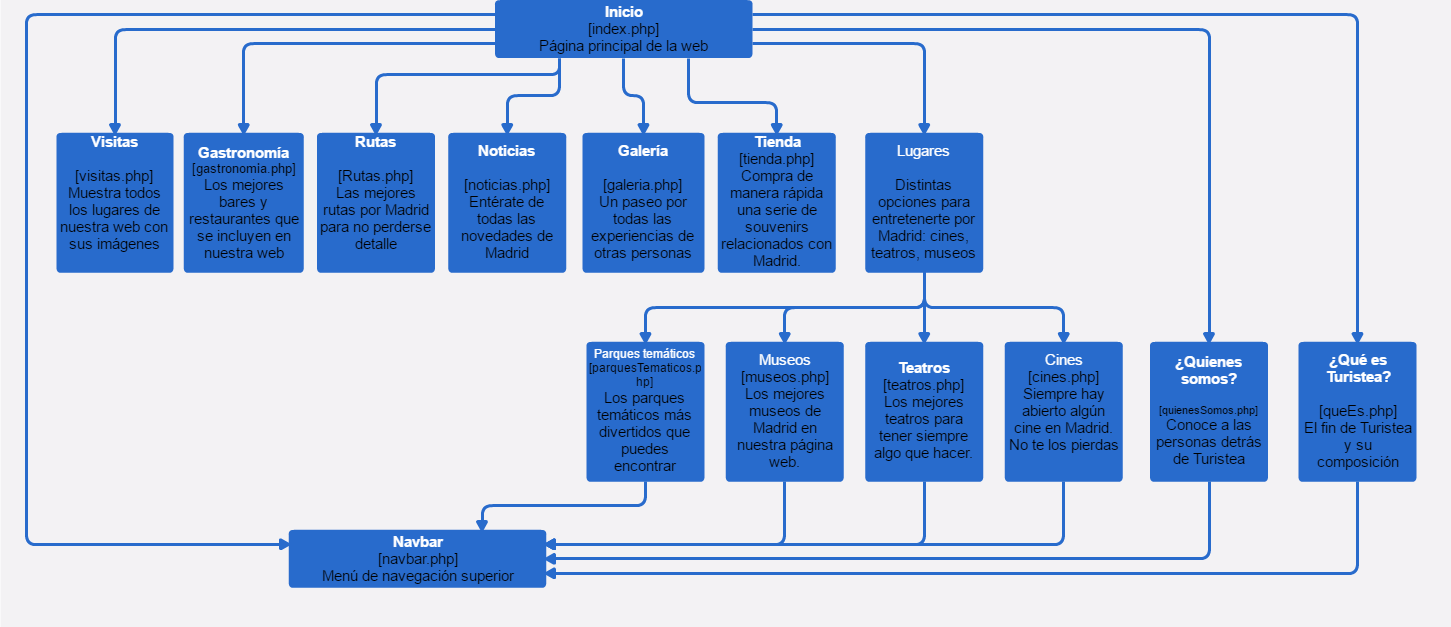 Inicio
[index.php]
Página principal de la web
Visitas
[visitas.php]
Muestra todos
los lugares de
nuestra web con
sus imágenes
Gastronomía
[gastronomia.php]
Los mejores
bares y
restaurantes que
se incluyen en
nuestra web
Rutas
[Rutas.php]
Las mejores
rutas por Madrid
para no perderse
detalle
Noticias
[noticias.php]
Entérate de
todas las
novedades de
Madrid
Galería
[galeria.php]
Un paseo por
todas las
experiencias de
otras personas
Tienda
[tienda.php]
Compra de
manera rápida
una serie de
souvenirs
relacionados con
Madrid.
Lugares
Distintas
opciones para
entretenerte por
Madrid: cines,
teatros, museos
Parques temáticos
[parquesTematicos.p
hp]
Los parques
temáticos más
divertidos que
puedes
encontrar
Museos
[museos.php]
Los mejores
museos de
Madrid en
nuestra página
web.
Teatros
[teatros.php]
Los mejores
teatros para
tener siempre
algo que hacer.
Cines
[cines.php]
Siempre hay
abierto algún
cine en Madrid.
No te los pierdas
¿Quienes
somos?
[quienesSomos.php]
Conoce a las
personas detrás
de Turistea
¿Qué es
Turistea?
[queEs.php]
El fin de Turistea
y su
composición
Navbar
[navbar.php]
Menú de navegación superior